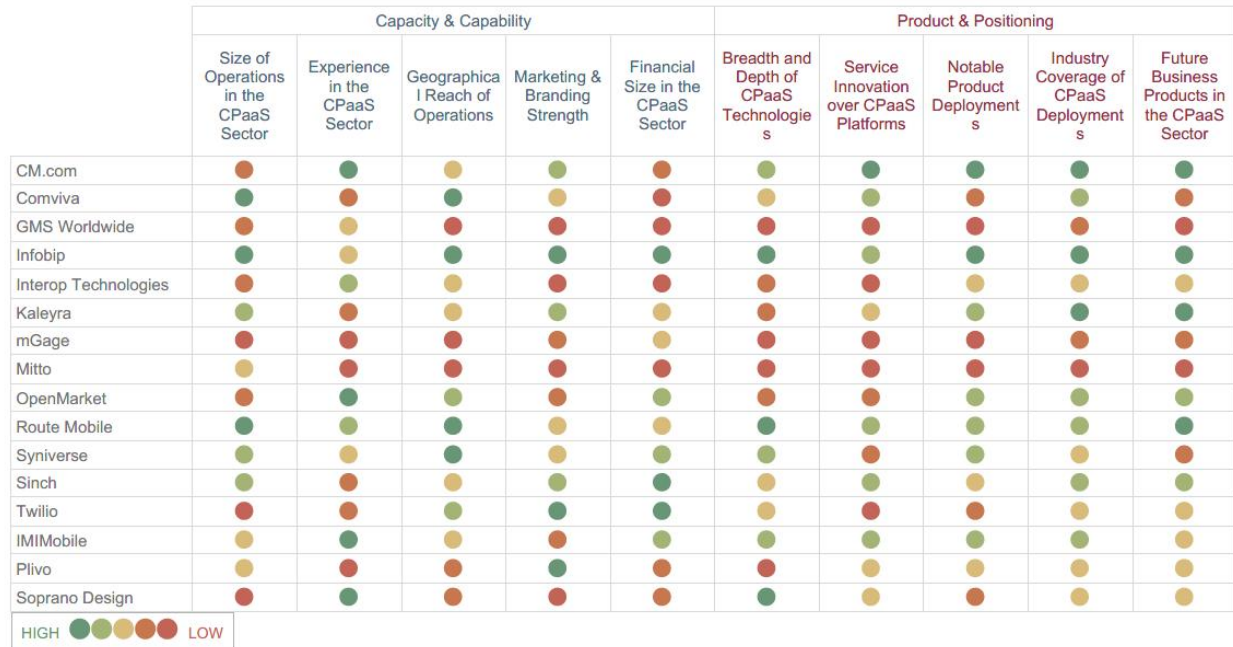 Capacity & Capability
Product & Positioning
Size of
Operations
in the
CPaaS
Sector
Experience
in the
CPaaS
Sector
Geographica
l Reach of
Operations
Marketing &
Branding
Strength
Financial
Size in the
CPaaS
Sector
Breadth and
Depth of
CPaaS
Technologie
s
Service
Innovation
over CPaaS
Platforms
Notable
Product
Deployment
s
Industry
Coverage of
CPaaS
Deployment
s
Future
Business
Products in
the CPaaS
Sector
CM.com
Comviva
GMS Worldwide
Infobip
Interop Technologies
Kaleyra
mGage
Mitto
OpenMarket
Route Mobile
Syniverse
Sinch
Twilio
IMIMobile
Plivo
Soprano Design
HIGH LOW